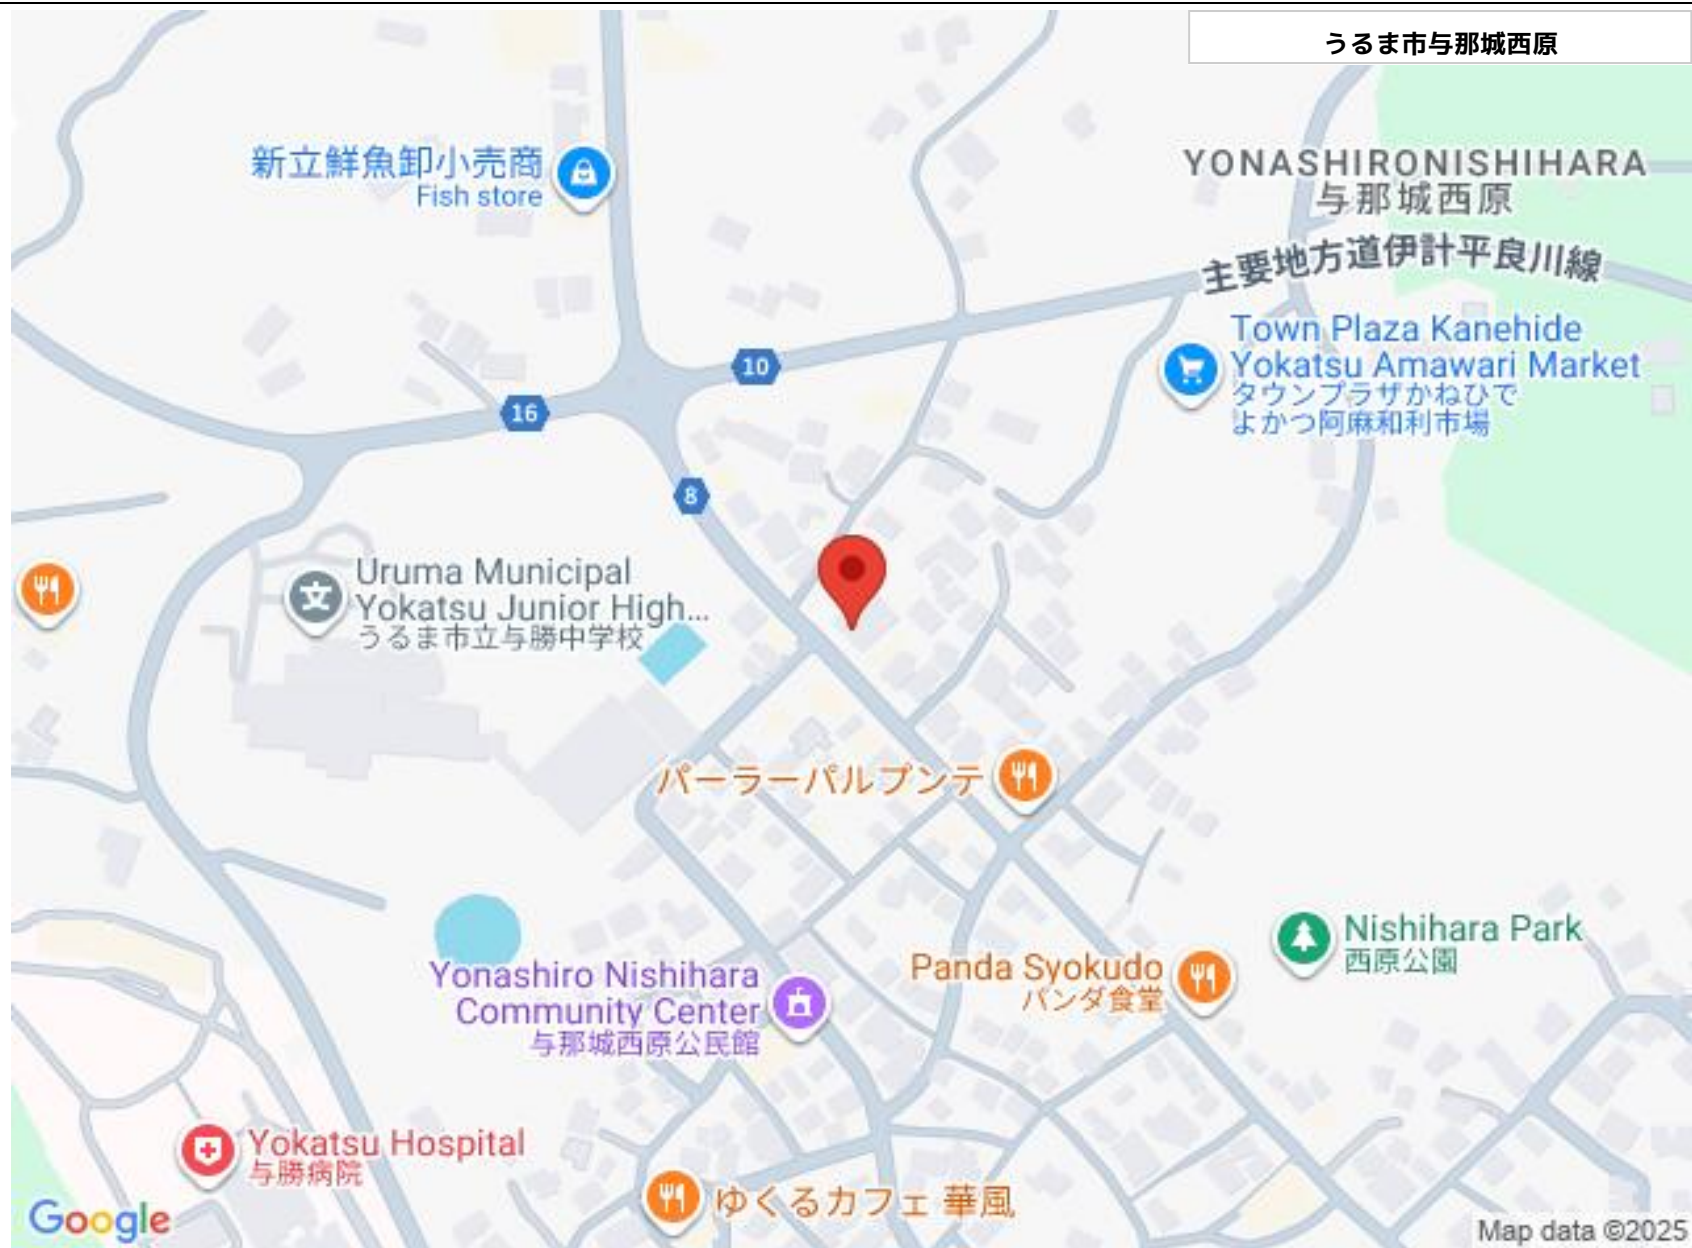 うるま市与那城西原
新立鮮魚卸小売商
Fish store
YONASHIRONISHIHARA
与那城西原
主要地方道伊計平良川線
Town Plaza Kanehide
Yokatsu Amawari Market
タウンプラザかねひで
よかつ阿麻和利市場
10
16
8
Uruma Municipal
Yokatsu Junior High...
うるま市立与勝中学校
パーラーパルプンテ
Nishihara Park
西原公園
Panda Syokudo
パンダ食堂
Yonashiro Nishihara
Community Center
与那城西原公民館
Yokatsu Hospital
与勝病院
ゆくるカフェ 華風
Google
Map data ©2025